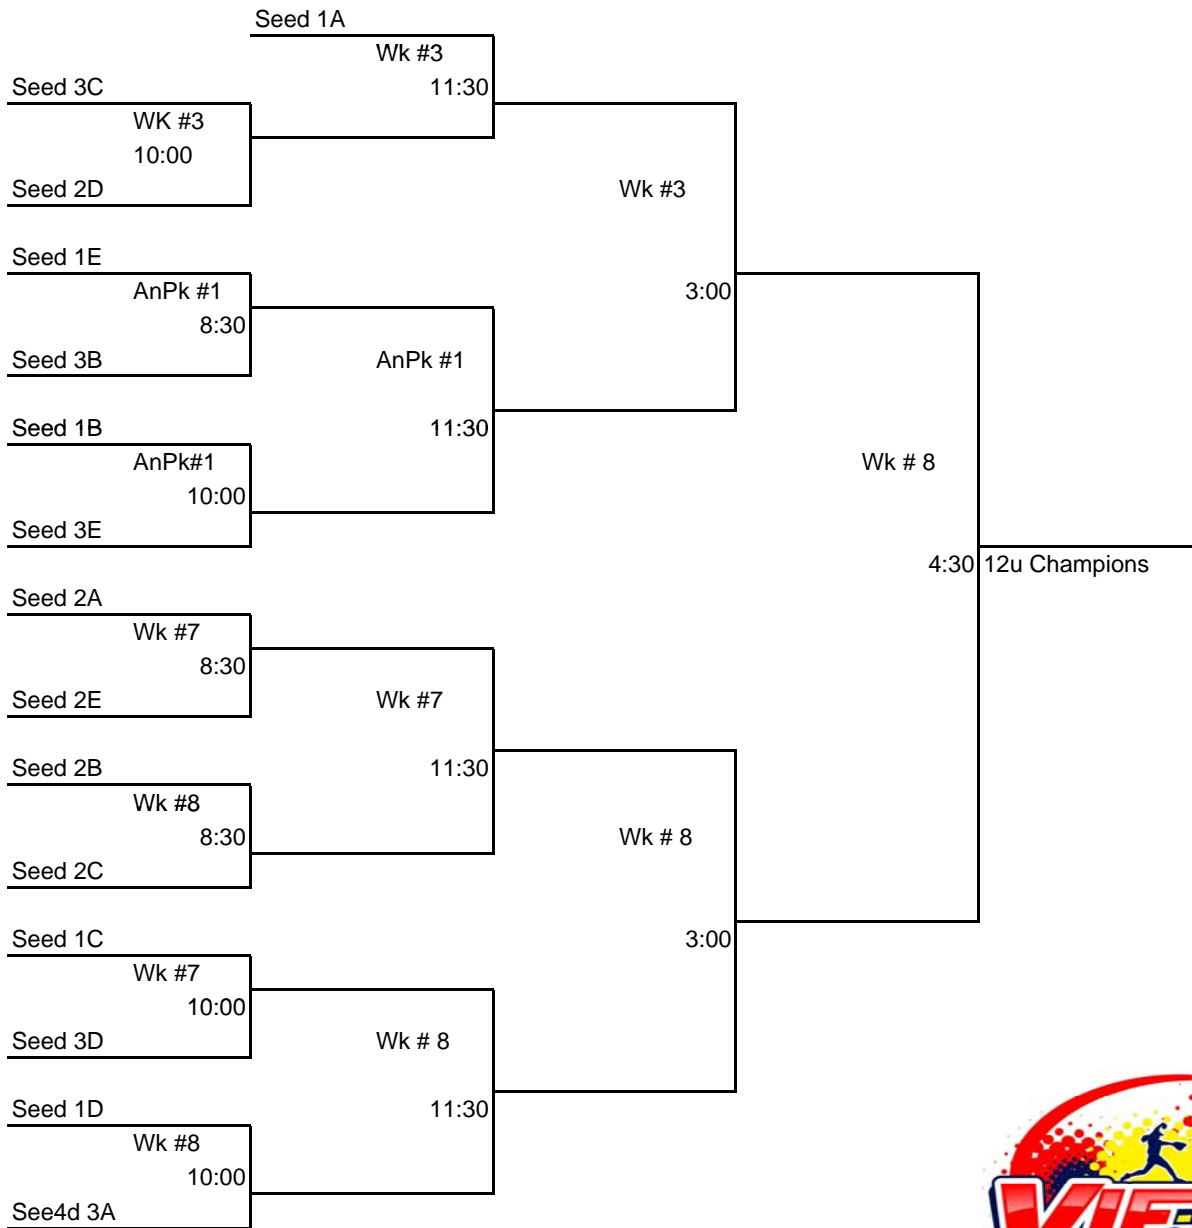 Seed 1A
Wk #3
11:30
Seed 3C
WK #3
10:00
Seed 2D
Wk #3
3:00
Seed 1E
AnPk #1
8:30
Seed 3B
AnPk #1
11:30
Seed 1B
AnPk#1
10:00
Seed 3E
Wk # 8
4:30
12u Champions
Seed 2A
Wk #7
8:30
Seed 2E
Wk #7
11:30
Seed 2B
Wk #8
8:30
Seed 2C
Wk # 8
3:00
Seed 1C
Wk #7
10:00
Seed 3D
Wk # 8
11:30
Seed 1D
Wk #8
10:00
See4d 3A